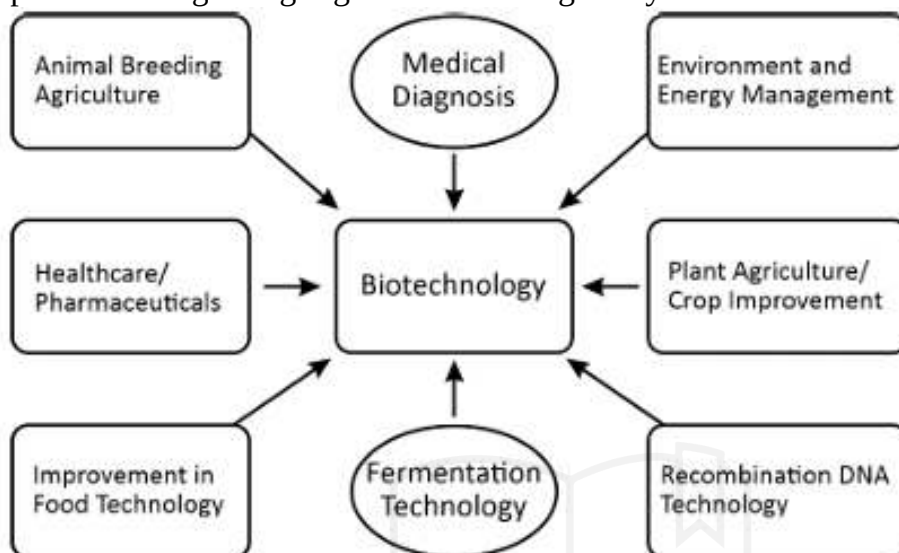 Animal Breeding
Agriculture
Medical
Diagnosis
Environment and
Energy Management
Healthcare/
Pharmaceuticals
Biotechnology
Plant Agriculture/
Crop Improvement
Improvement in
Food Technology
Fermentation
Technology
Recombination DNA
Technology